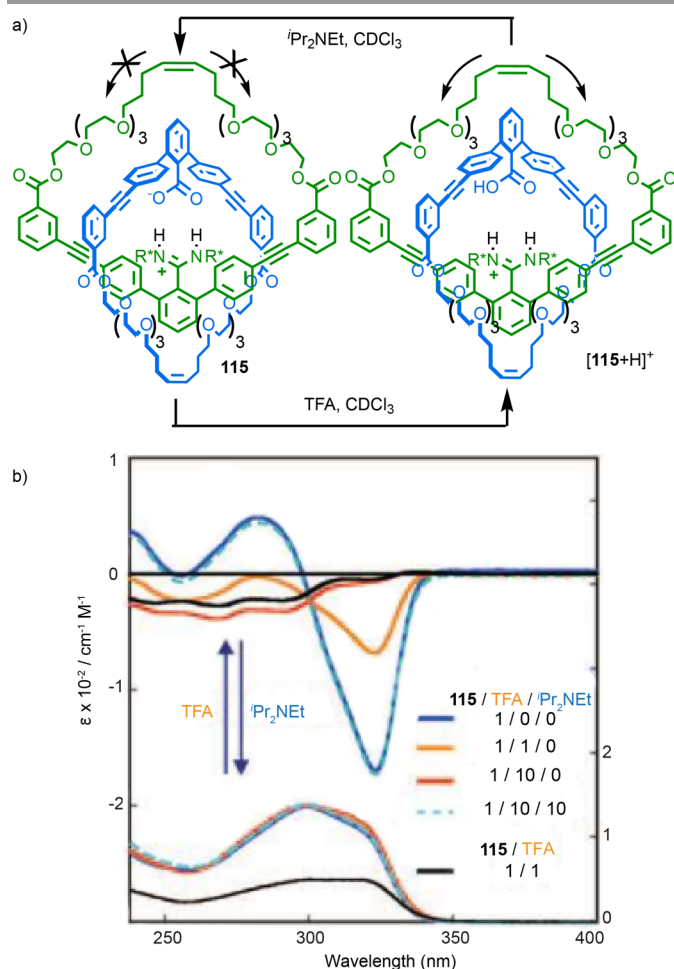 a)
iPr2NEt, CDCl3
( )3 ( )3 ( )3 ( )3
O O O O O O O O
O O O O O O O O
-O O HO O
H H H H
R*N NR* R*N NR*
+ +
O O O O O O O O
( O )3 ( O )3 ( O )3 ( O )3
115
[115+H]+
TFA, CDCl3
b)
1
0
-1
-2
ε x 10-2 / cm-1 M-1
TFA iPr2NEt
115 / TFA / iPr2NEt
1 / 0 / 0
1 / 1 / 0
1 / 10 / 0
1 / 10 / 10
115 / TFA
1 / 1
2
1
0
250 300 350 400
Wavelength (nm)